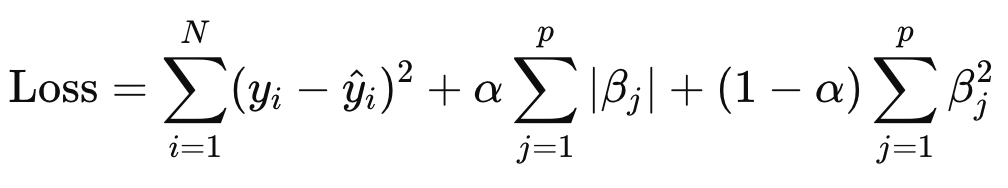 Loss = \sum_{i=1}^{N} (y_i - \hat{y}_i)^2 + \alpha \sum_{j=1}^{p} |\beta_j| + (1 - \alpha) \sum_{j=1}^{p} \beta_j^2